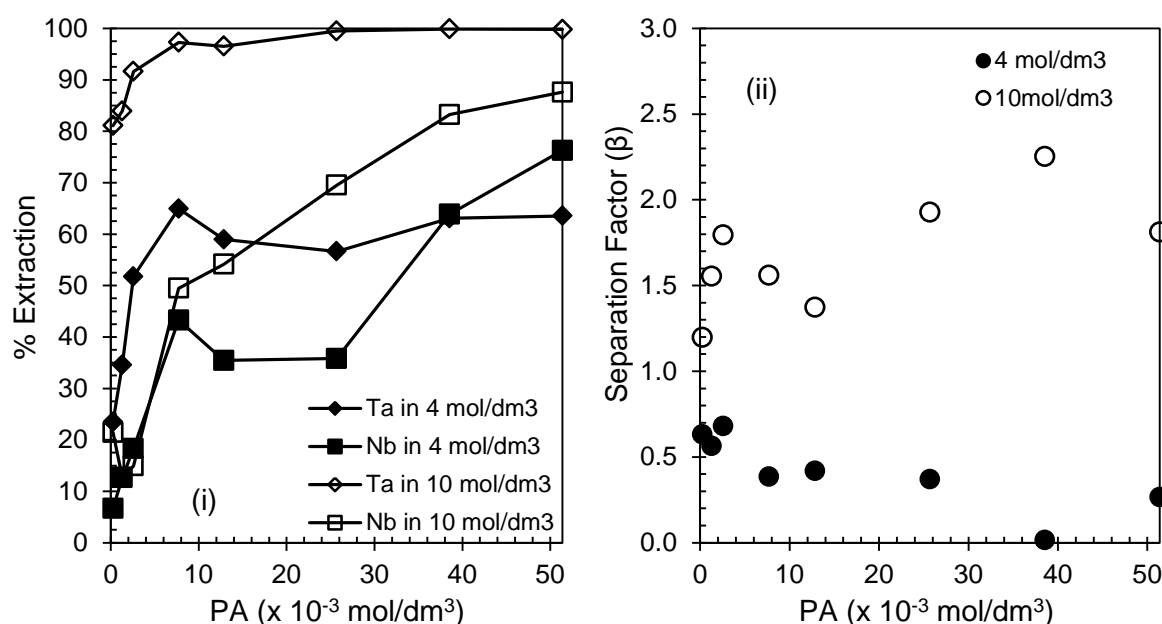 % Extraction
100
90
80
70
60
50
40
30
20
10
0
0 10 20 30 40 50
PA (x 10⁻³ mol/dm³)
(i)
Ta in 4 mol/dm3
Nb in 4 mol/dm3
Ta in 10 mol/dm3
Nb in 10 mol/dm3
Separation Factor (β)
3.0
2.5
2.0
1.5
1.0
0.5
0.0
0 10 20 30 40 50
PA (x 10⁻³ mol/dm³)
(ii)
4 mol/dm3
10mol/dm3